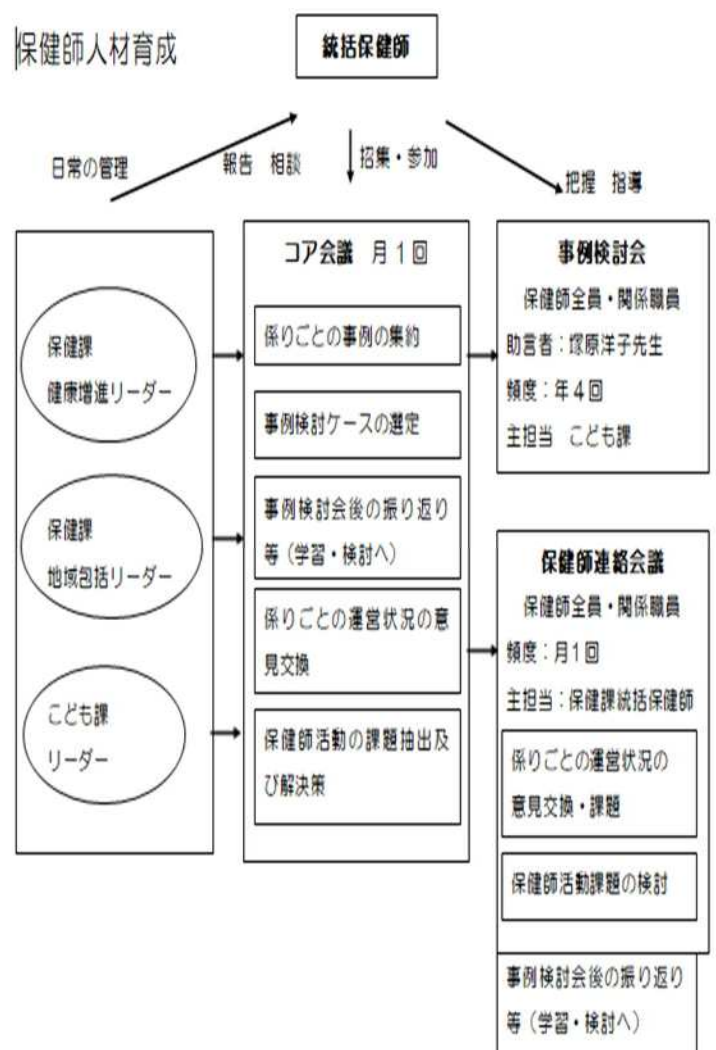 保健師人材育成
統括保健師
日常の管理
報告 相談
招集・参加
把握 指導
保健課
健康増進リーダー
保健課
地域包括リーダー
こども課
リーダー
コア会議 月1回
係りごとの事例の集約
事例検討ケースの選定
事例検討会後の振り返り
等（学習・検討へ）
係りごとの運営状況の意
見交換
保健師活動の課題抽出及
び解決策
事例検討会
保健師全員・関係職員
助言者：塚原洋子先生
頻度：年4回
主担当 こども課
保健師連絡会議
保健師全員・関係職員
頻度：月1回
主担当：保健課統括保健師
係りごとの運営状況の
意見交換・課題
保健師活動課題の検討
事例検討会後の振り返り
等（学習・検討へ）